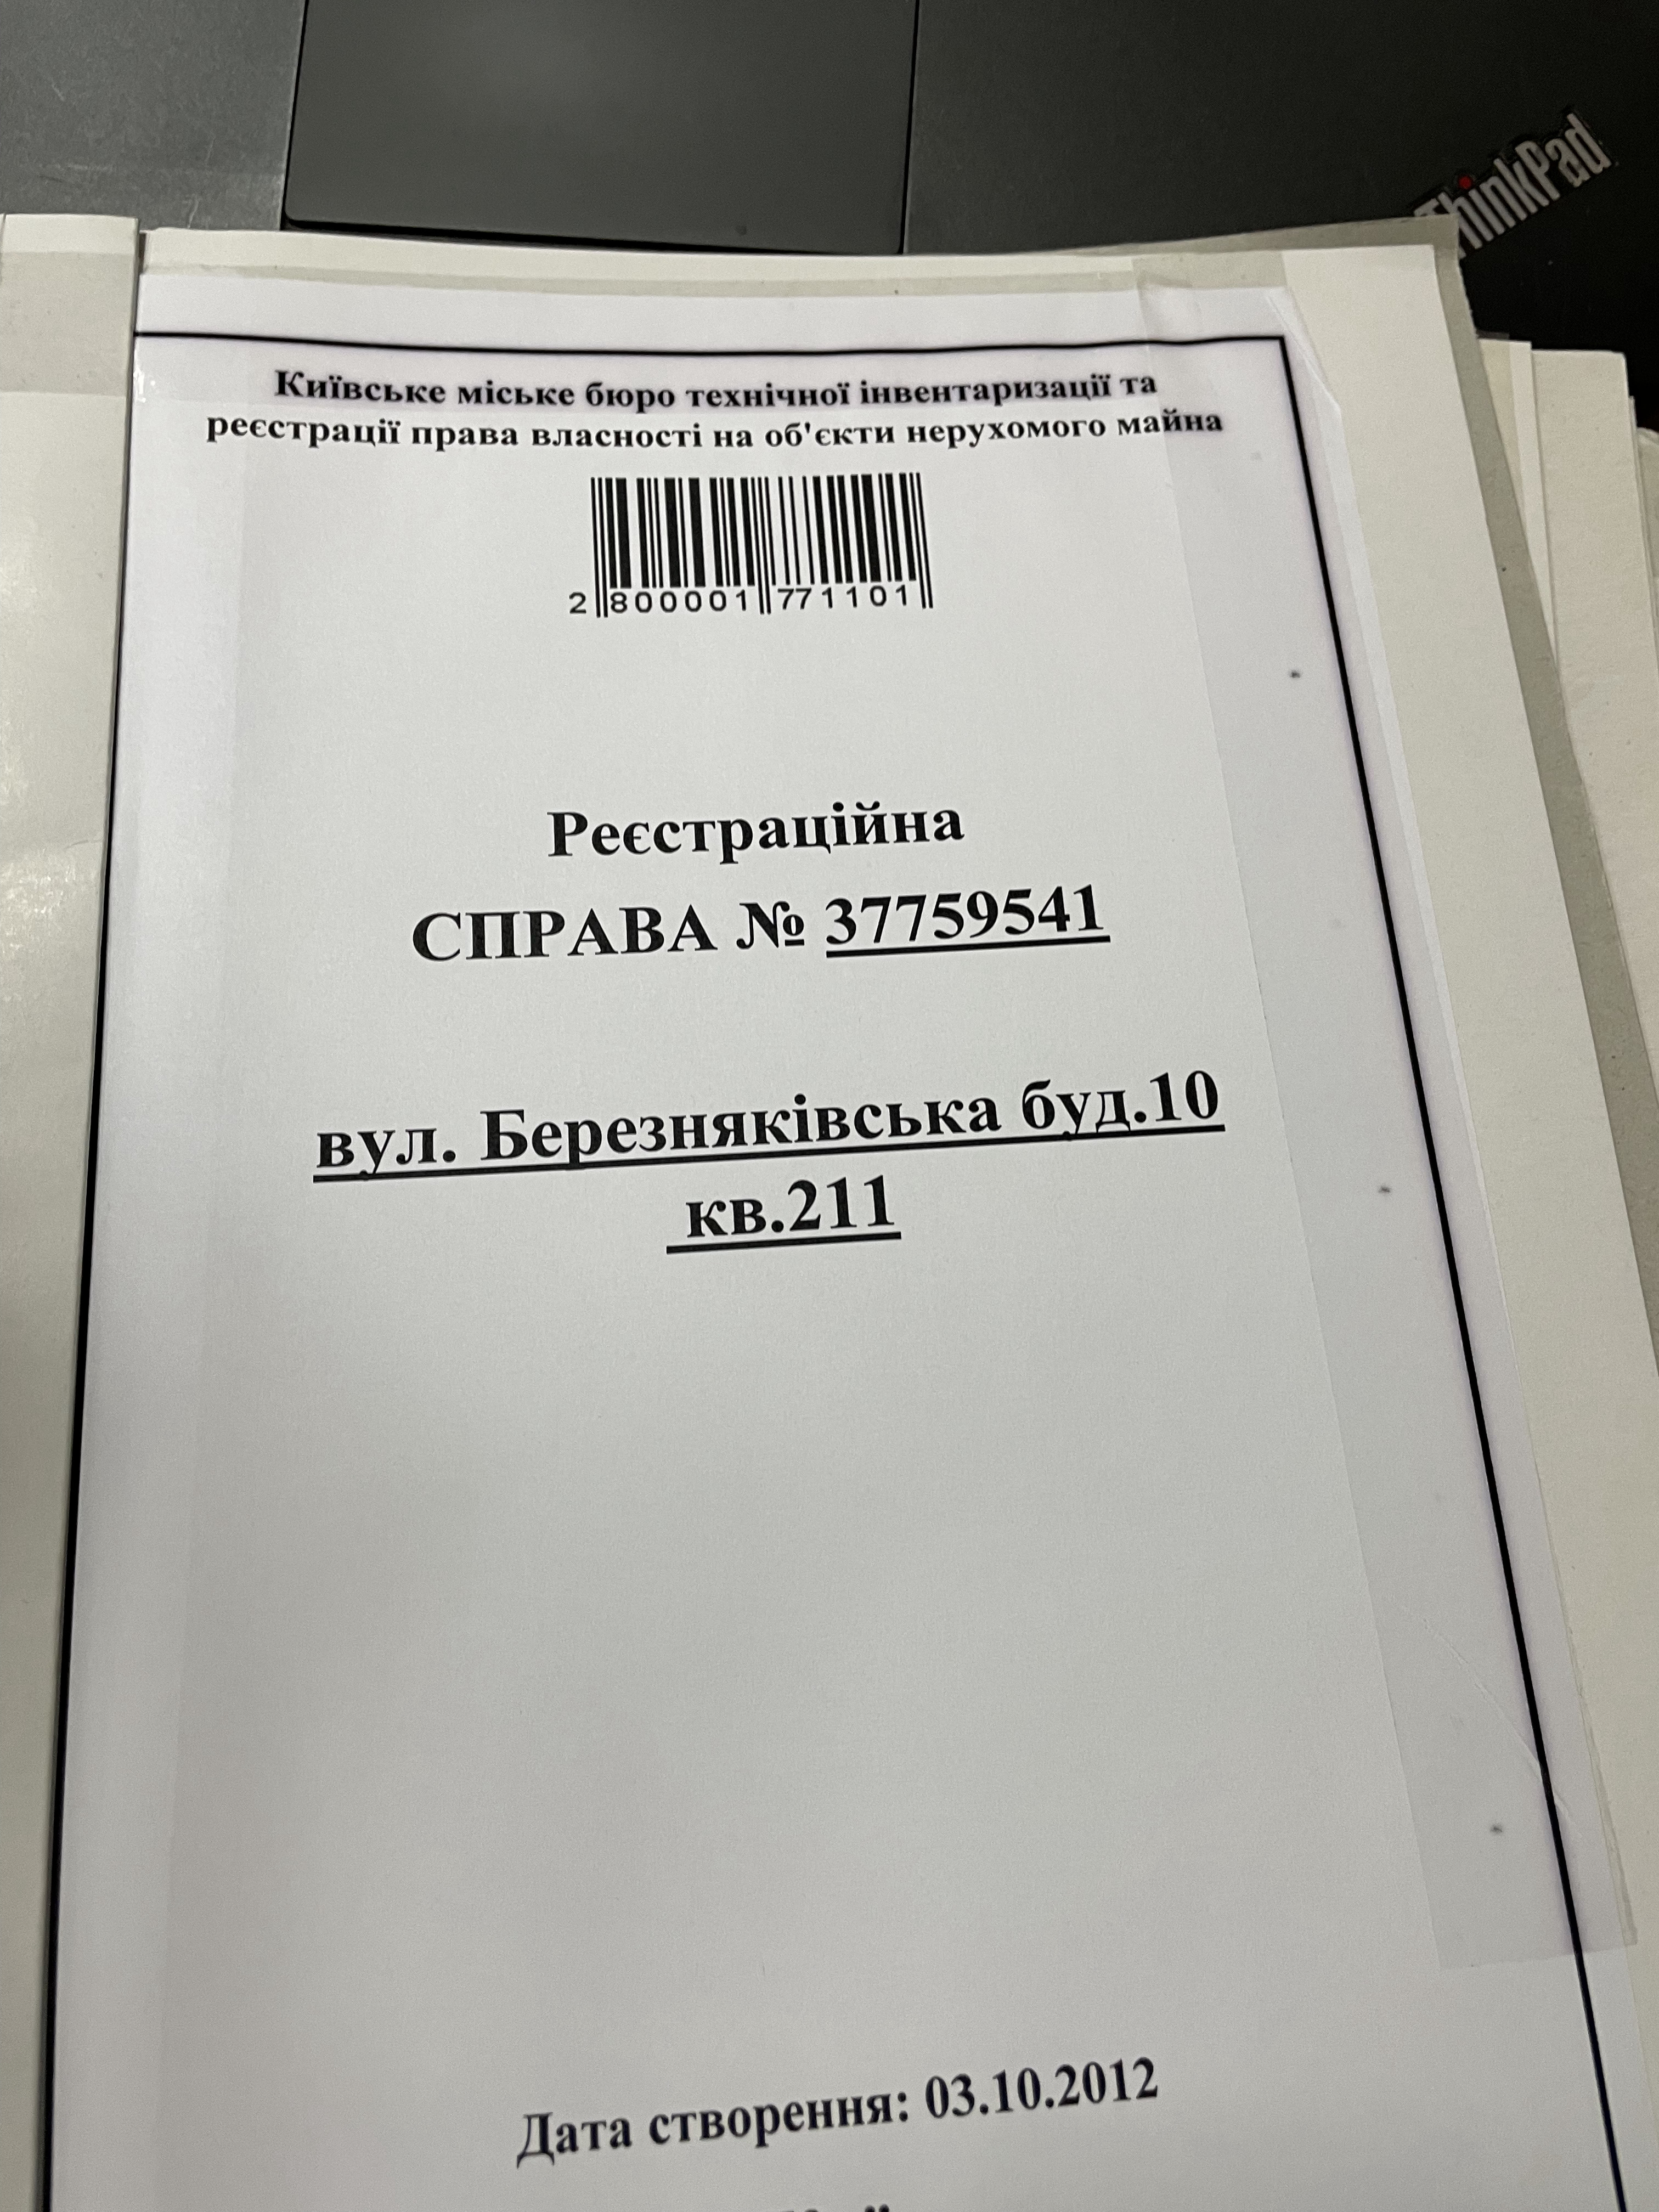 ThinkPad
Київське міське бюро технічної інвентаризації та
реєстрації права власності на об'єкти нерухомого майна
2 800001 771101
Реєстраційна
СПРАВА № 37759541
вул. Березняківська буд.10
кв.211
Дата створення: 03.10.2012